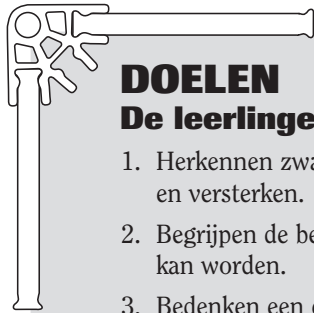 DOELEN
De leerlinge
1. Herkennen zwa
en versterken.
2. Begrijpen de be
kan worden.
3. Bedenken een